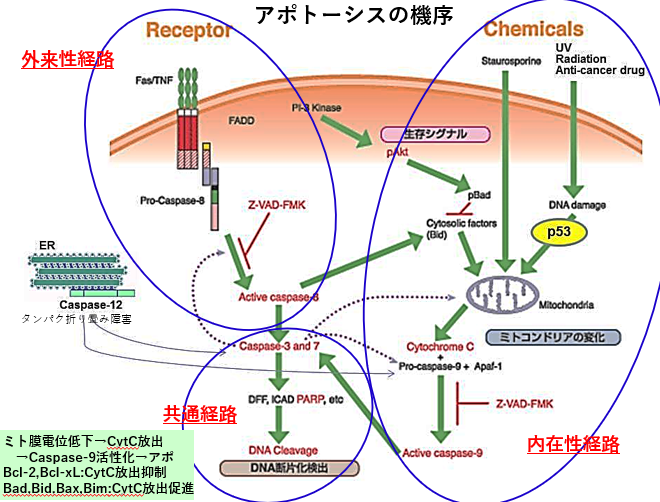 アポトーシスの機序
Receptor
Chemicals
外来性経路
UV
Radiation
Anti-cancer drug
Staurosporine
Fas/TNF
FADD
PI-3 Kinase
生存シグナル
pAkt
Pro-Caspase-8
Z-VAD-FMK
pBad
Cytosolic factors
(Bid)
DNA damage
p53
ER
Caspase-12
タンパク折り畳み障害
Active caspase-8
Mitochondria
ミトコンドリアの変化
Caspase-3 and 7
Cytochrome C
+
Pro-caspase-9 + Apaf-1
DFF, ICAD PARP, etc
Z-VAD-FMK
共通経路
内在性経路
DNA Cleavage
Active caspase-9
DNA断片化検出
ミト膜電位低下→CytC放出
→Caspase-9活性化→アポ
Bcl-2,Bcl-xL:CytC放出抑制
Bad,Bid,Bax,Bim:CytC放出促進